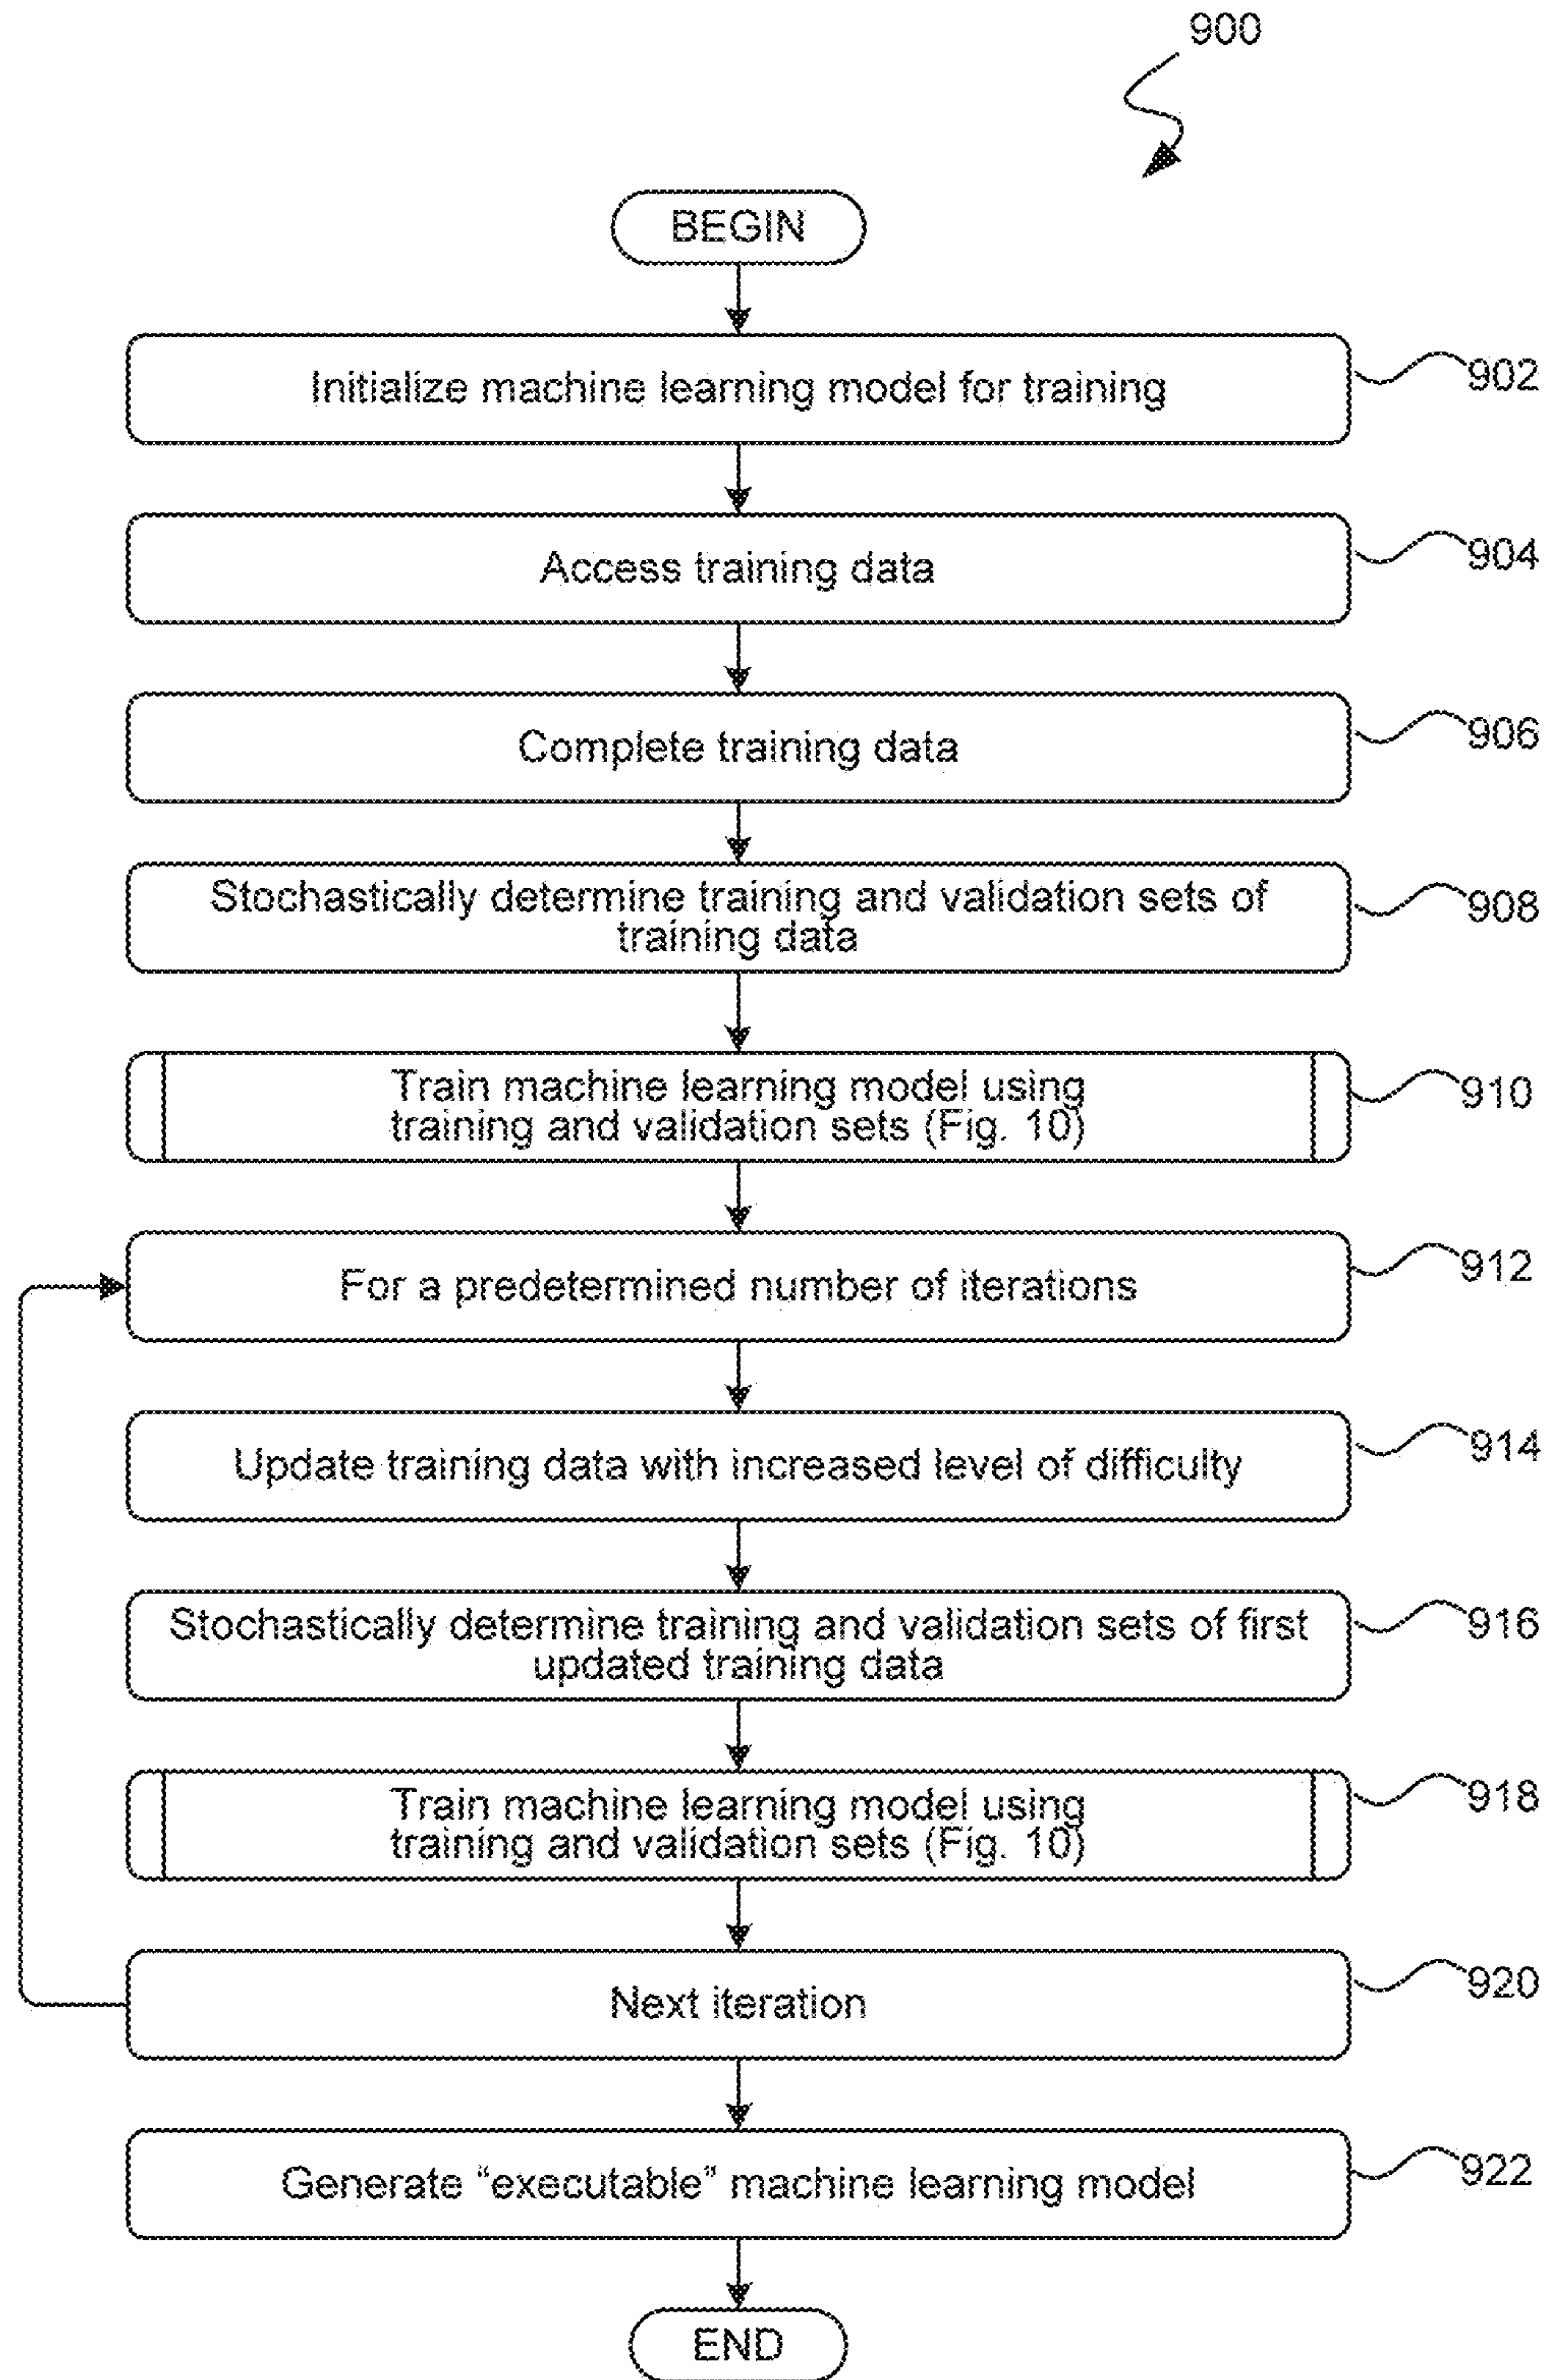 900
BEGIN
Initialize machine learning model for training
902
Access training data
904
Complete training data
906
Stochastically determine training and validation sets of
training data
908
Train machine learning model using
training and validation sets (Fig. 10)
910
For a predetermined number of iterations
912
Update training data with increased level of difficulty
914
Stochastically determine training and validation sets of first
updated training data
916
Train machine learning model using
training and validation sets (Fig. 10)
918
Next iteration
920
Generate “executable” machine learning model
922
END